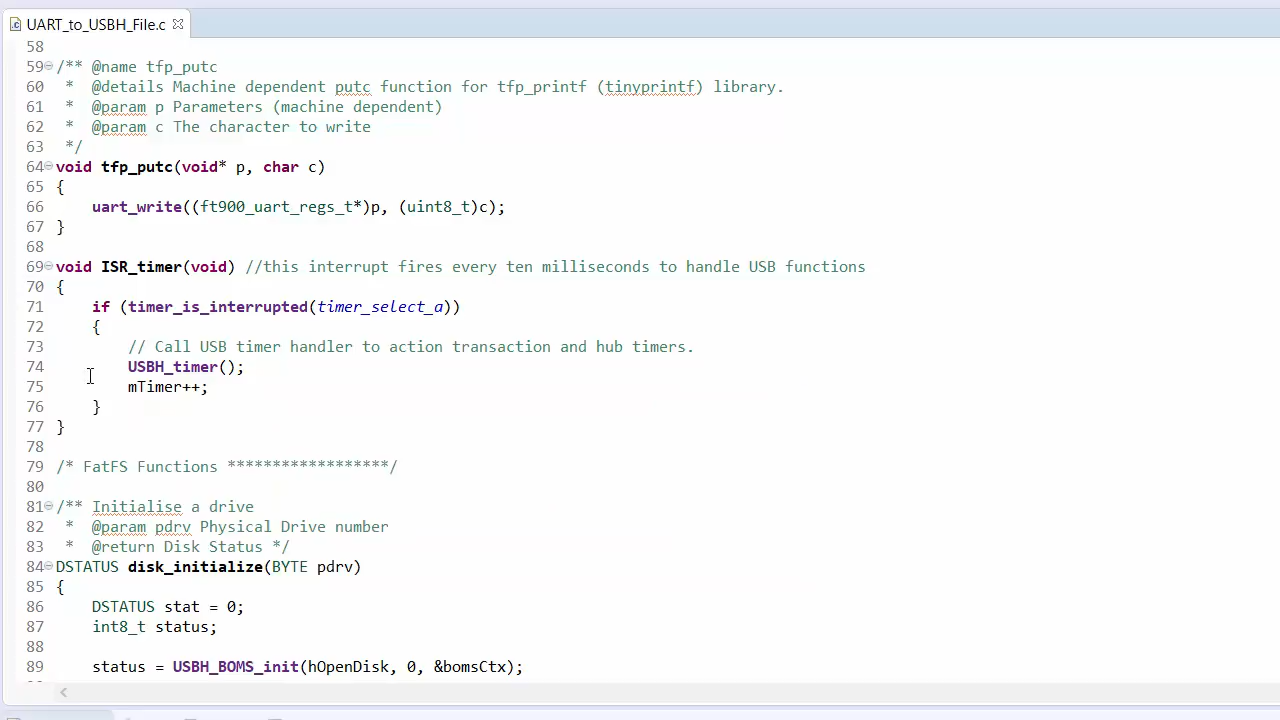 UART_to_USBH_File.c
58
59 /** @name tfp_putc
60 * @details Machine dependent putc function for tfp_printf (tinyprintf) library.
61 * @param p Parameters (machine dependent)
62 * @param c The character to write
63 */
64 void tfp_putc(void* p, char c)
65 {
66 uart_write((ft900_uart_regs_t*)p, (uint8_t)c);
67 }
68
69 void ISR_timer(void) //this interrupt fires every ten milliseconds to handle USB functions
70 {
71 if (timer_is_interrupted(timer_select_a))
72 {
73 // Call USB timer handler to action transaction and hub timers.
74 USBH_timer();
75 mTimer++;
76 }
77 }
78
79 /* FatFS Functions ******************/
80
81 /** Initialise a drive
82 * @param pdrv Physical Drive number
83 * @return Disk Status */
84 DSTATUS disk_initialize(BYTE pdrv)
85 {
86 DSTATUS stat = 0;
87 int8_t status;
88
89 status = USBH_BOMS_init(hOpenDisk, 0, &bomsCtx);